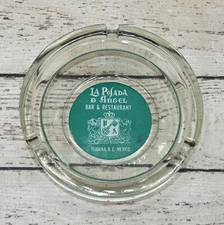 La Posada
D Angel
BAR & RESTAURANT
TIJUANA, B. C. MEXICO